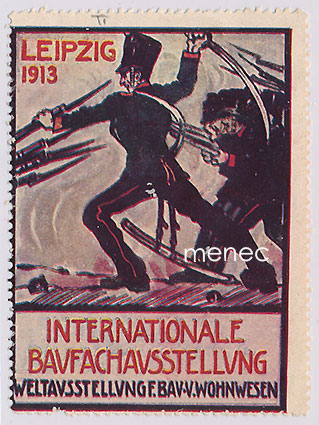 LEIPZIG
1913
menec
INTERNATIONALE
BAVFACHAVSSTELLVNG
WELTAVSSTELLVNG F. BAV-V. WOHNWESEN